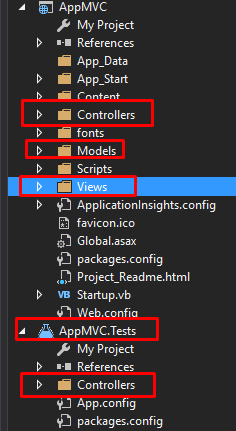 AppMVC
My Project
References
App_Data
App_Start
Content
Controllers
fonts
Models
Scripts
Views
ApplicationInsights.config
favicon.ico
Global.asax
packages.config
Project_Readme.html
VB Startup.vb
Web.config
AppMVC.Tests
My Project
References
Controllers
App.config
packages.config